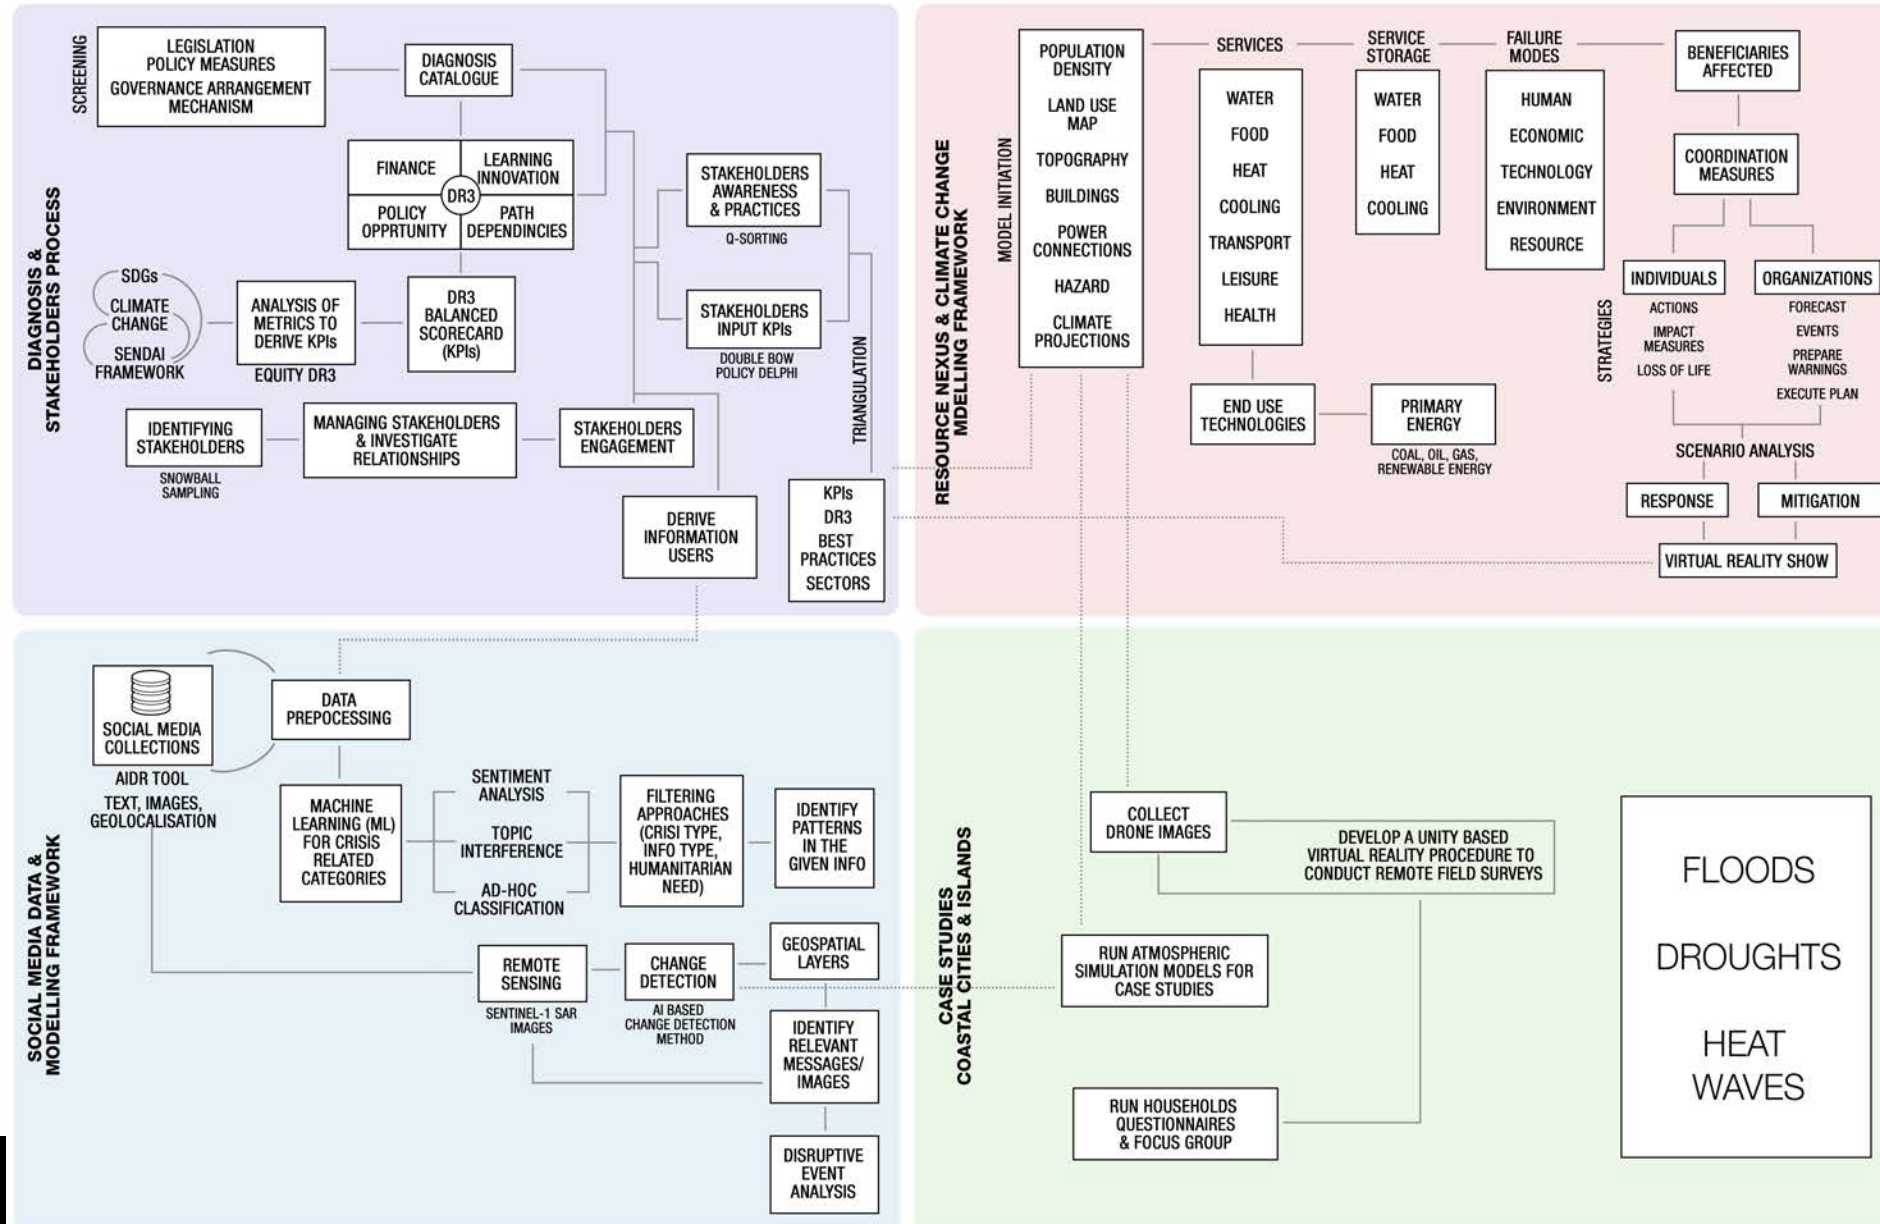 SCREENING
LEGISLATION
POLICY MEASURES
GOVERNANCE ARRANGEMENT
MECHANISM
DIAGNOSIS
CATALOGUE
FINANCE
LEARNING
INNOVATION
DR3
POLICY
OPPRTUNITY
PATH
DEPENDINCIES
STAKEHOLDERS
AWARENESS
& PRACTICES
Q-SORTING
DIAGNOSIS &
STAKEHOLDERS PROCESS
SDGs
CLIMATE
CHANGE
SENDAI
FRAMEWORK
ANALYSIS OF
METRICS TO
DERIVE KPIs
EQUITY DR3
DR3
BALANCED
SCORECARD
(KPIs)
STAKEHOLDERS
INPUT KPIs
DOUBLE BOW
POLICY DELPHI
TRIANGULATION
IDENTIFYING
STAKEHOLDERS
SNOWBALL
SAMPLING
MANAGING STAKEHOLDERS
& INVESTIGATE
RELATIONSHIPS
STAKEHOLDERS
ENGAGEMENT
DERIVE
INFORMATION
USERS
KPIs
DR3
BEST
PRACTICES
SECTORS
RESOURCE NEXUS & CLIMATE CHANGE
MDELLING FRAMEWORK
MODEL INITIATION
POPULATION
DENSITY
LAND USE
MAP
TOPOGRAPHY
BUILDINGS
POWER
CONNECTIONS
HAZARD
CLIMATE
PROJECTIONS
SERVICES
WATER
FOOD
HEAT
COOLING
TRANSPORT
LEISURE
HEALTH
SERVICE
STORAGE
WATER
FOOD
HEAT
COOLING
FAILURE
MODES
HUMAN
ECONOMIC
TECHNOLOGY
ENVIRONMENT
RESOURCE
BENEFICIARIES
AFFECTED
COORDINATION
MEASURES
STRATEGIES
INDIVIDUALS
ACTIONS
IMPACT
MEASURES
LOSS OF LIFE
ORGANIZATIONS
FORECAST
EVENTS
PREPARE
WARNINGS
EXECUTE PLAN
END USE
TECHNOLOGIES
PRIMARY
ENERGY
COAL, OIL, GAS,
RENEWABLE ENERGY
SCENARIO ANALYSIS
RESPONSE
MITIGATION
VIRTUAL REALITY SHOW
SOCIAL MEDIA DATA &
MODELLING FRAMEWORK
SOCIAL MEDIA
COLLECTIONS
AIDR TOOL
TEXT, IMAGES,
GEOLOCALISATION
DATA
PREPOCESSING
MACHINE
LEARNING (ML)
FOR CRISIS
RELATED
CATEGORIES
SENTIMENT
ANALYSIS
TOPIC
INTERFERENCE
AD-HOC
CLASSIFICATION
FILTERING
APPROACHES
(CRISI TYPE,
INFO TYPE,
HUMANITARIAN
NEED)
IDENTIFY
PATTERNS
IN THE
GIVEN INFO
REMOTE
SENSING
SENTINEL-1 SAR
IMAGES
CHANGE
DETECTION
AI BASED
CHANGE DETECTION
METHOD
GEOSPATIAL
LAYERS
IDENTIFY
RELEVANT
MESSAGES/
IMAGES
DISRUPTIVE
EVENT
ANALYSIS
CASE STUDIES
COASTAL CITIES & ISLANDS
COLLECT
DRONE IMAGES
DEVELOP A UNITY BASED
VIRTUAL REALITY PROCEDURE TO
CONDUCT REMOTE FIELD SURVEYS
RUN ATMOSPHERIC
SIMULATION MODELS FOR
CASE STUDIES
RUN HOUSEHOLDS
QUESTIONNAIRES
& FOCUS GROUP
FLOODS
DROUGHTS
HEAT
WAVES